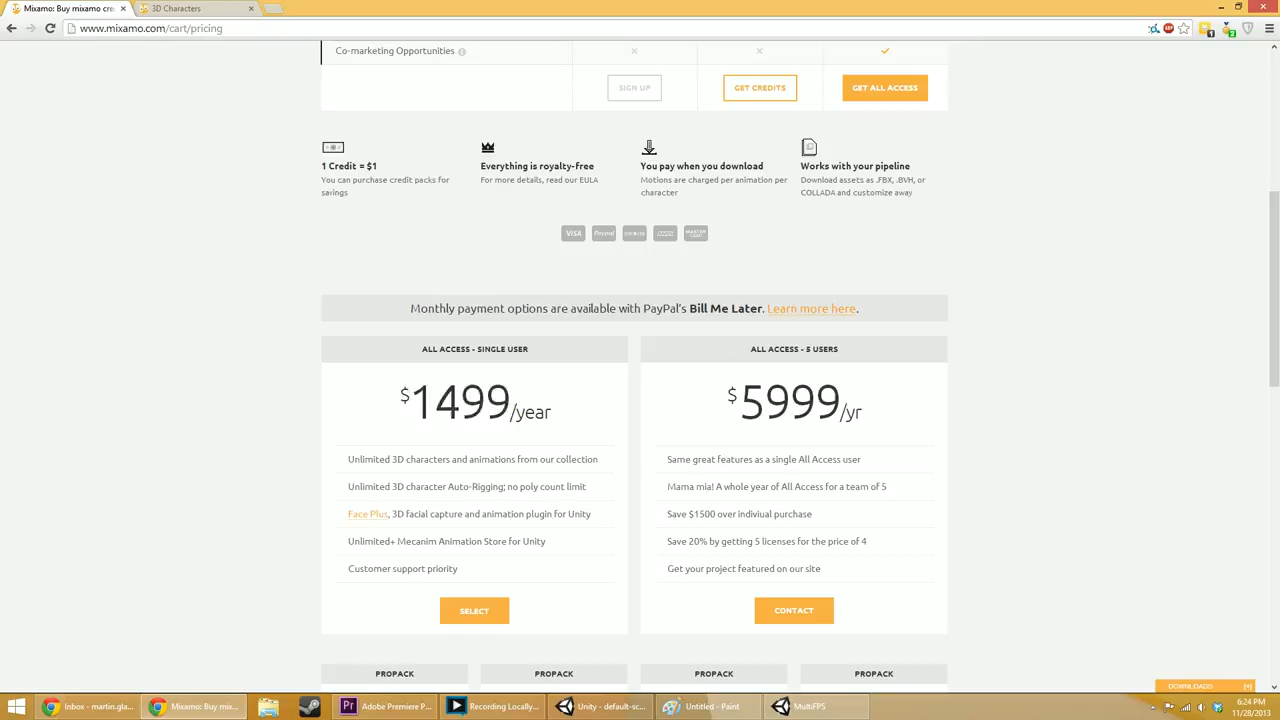 Mixamo: Buy mixamo cre
3D Characters
www.mixamo.com/cart/pricing
Co-marketing Opportunities
SIGN UP
GET CREDITS
GET ALL ACCESS
1 Credit = $1
You can purchase credit packs for
savings
Everything is royalty-free
For more details, read our EULA
You pay when you download
Motions are charged per animation per
character
Works with your pipeline
Download assets as .FBX, .BVH, or
COLLADA and customize away
VISA
PayPal
Monthly payment options are available with PayPal's Bill Me Later. Learn more here.
ALL ACCESS - SINGLE USER
$1499/year
Unlimited 3D characters and animations from our collection
Unlimited 3D character Auto-Rigging; no poly count limit
Face Plus, 3D facial capture and animation plugin for Unity
Unlimited+ Mecanim Animation Store for Unity
Customer support priority
SELECT
ALL ACCESS - 5 USERS
$5999/yr
Same great features as a single All Access user
Mama mia! A whole year of All Access for a team of 5
Save $1500 over indiviual purchase
Save 20% by getting 5 licenses for the price of 4
Get your project featured on our site
CONTACT
PROPACK
PROPACK
PROPACK
PROPACK
DOWNLOADS [+]
Inbox - martin.gla...
Mixamo: Buy mix...
Adobe Premiere P...
Recording Locally...
Unity - default-sc...
Untitled - Paint
MultiFPS
6:24 PM
11/28/2013